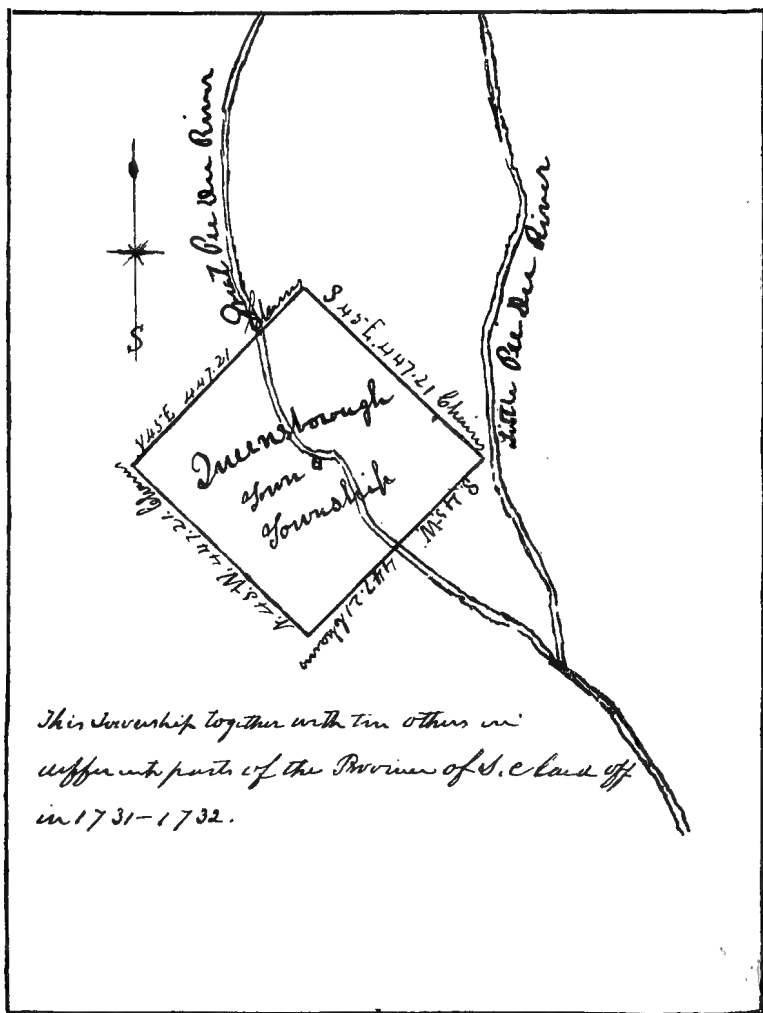 Great Pee Dee River
Little Pee Dee River
S
N 45 E 447.21 Chains
S 45 E. 447.21 Chains
S. 45 W. 447.21 Chains
45. W. 447.21 Chains
Queensborough
Town
Township
This Township together with ten others in
different parts of the Province of S. C laid off
in 1731-1732.